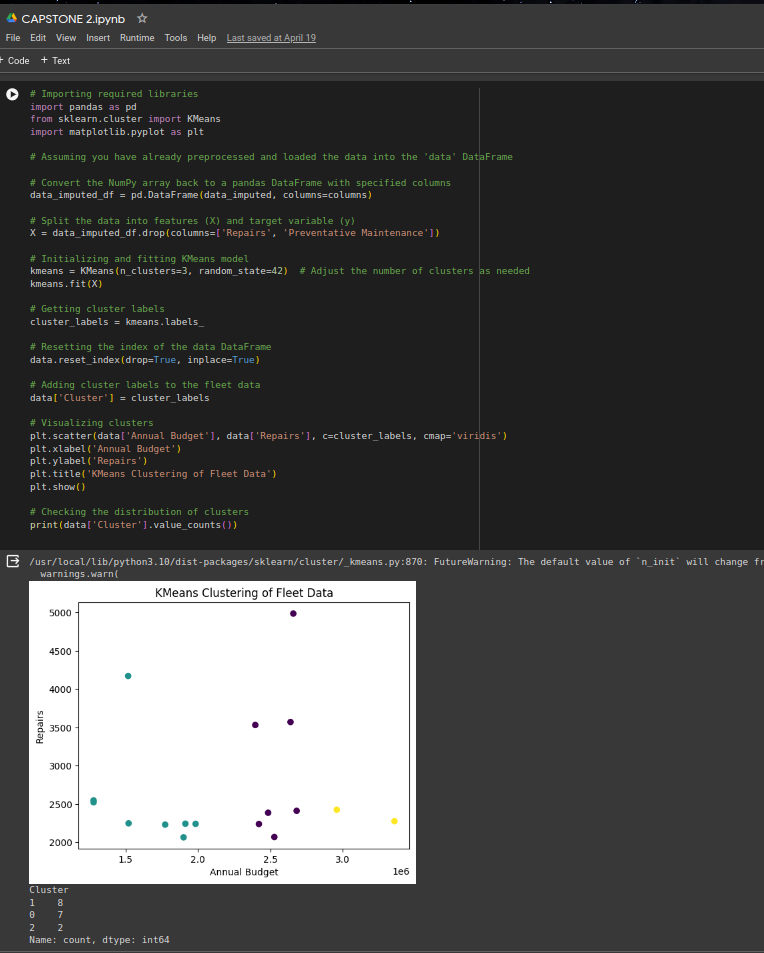 CAPSTONE 2.ipynb
File Edit View Insert Runtime Tools Help Last saved at April 19
+ Code + Text
# Importing required libraries
import pandas as pd
from sklearn.cluster import KMeans
import matplotlib.pyplot as plt
# Assuming you have already preprocessed and loaded the data into the 'data' DataFrame
# Convert the NumPy array back to a pandas DataFrame with specified columns
data_imputed_df = pd.DataFrame(data_imputed, columns=columns)
# Split the data into features (X) and target variable (y)
X = data_imputed_df.drop(columns=['Repairs', 'Preventative Maintenance'])
# Initializing and fitting KMeans model
kmeans = KMeans(n_clusters=3, random_state=42)  # Adjust the number of clusters as needed
kmeans.fit(X)
# Getting cluster labels
cluster_labels = kmeans.labels_
# Resetting the index of the data DataFrame
data.reset_index(drop=True, inplace=True)
# Adding cluster labels to the fleet data
data['Cluster'] = cluster_labels
# Visualizing clusters
plt.scatter(data['Annual Budget'], data['Repairs'], c=cluster_labels, cmap='viridis')
plt.xlabel('Annual Budget')
plt.ylabel('Repairs')
plt.title('KMeans Clustering of Fleet Data')
plt.show()
# Checking the distribution of clusters
print(data['Cluster'].value_counts())
/usr/local/lib/python3.10/dist-packages/sklearn/cluster/_kmeans.py:870: FutureWarning: The default value of `n_init` will change fr
warnings.warn(
KMeans Clustering of Fleet Data
5000
4500
4000
3500
3000
2500
2000
Repairs
1.5 2.0 2.5 3.0
Annual Budget 1e6
Cluster
1 8
0 7
2 2
Name: count, dtype: int64